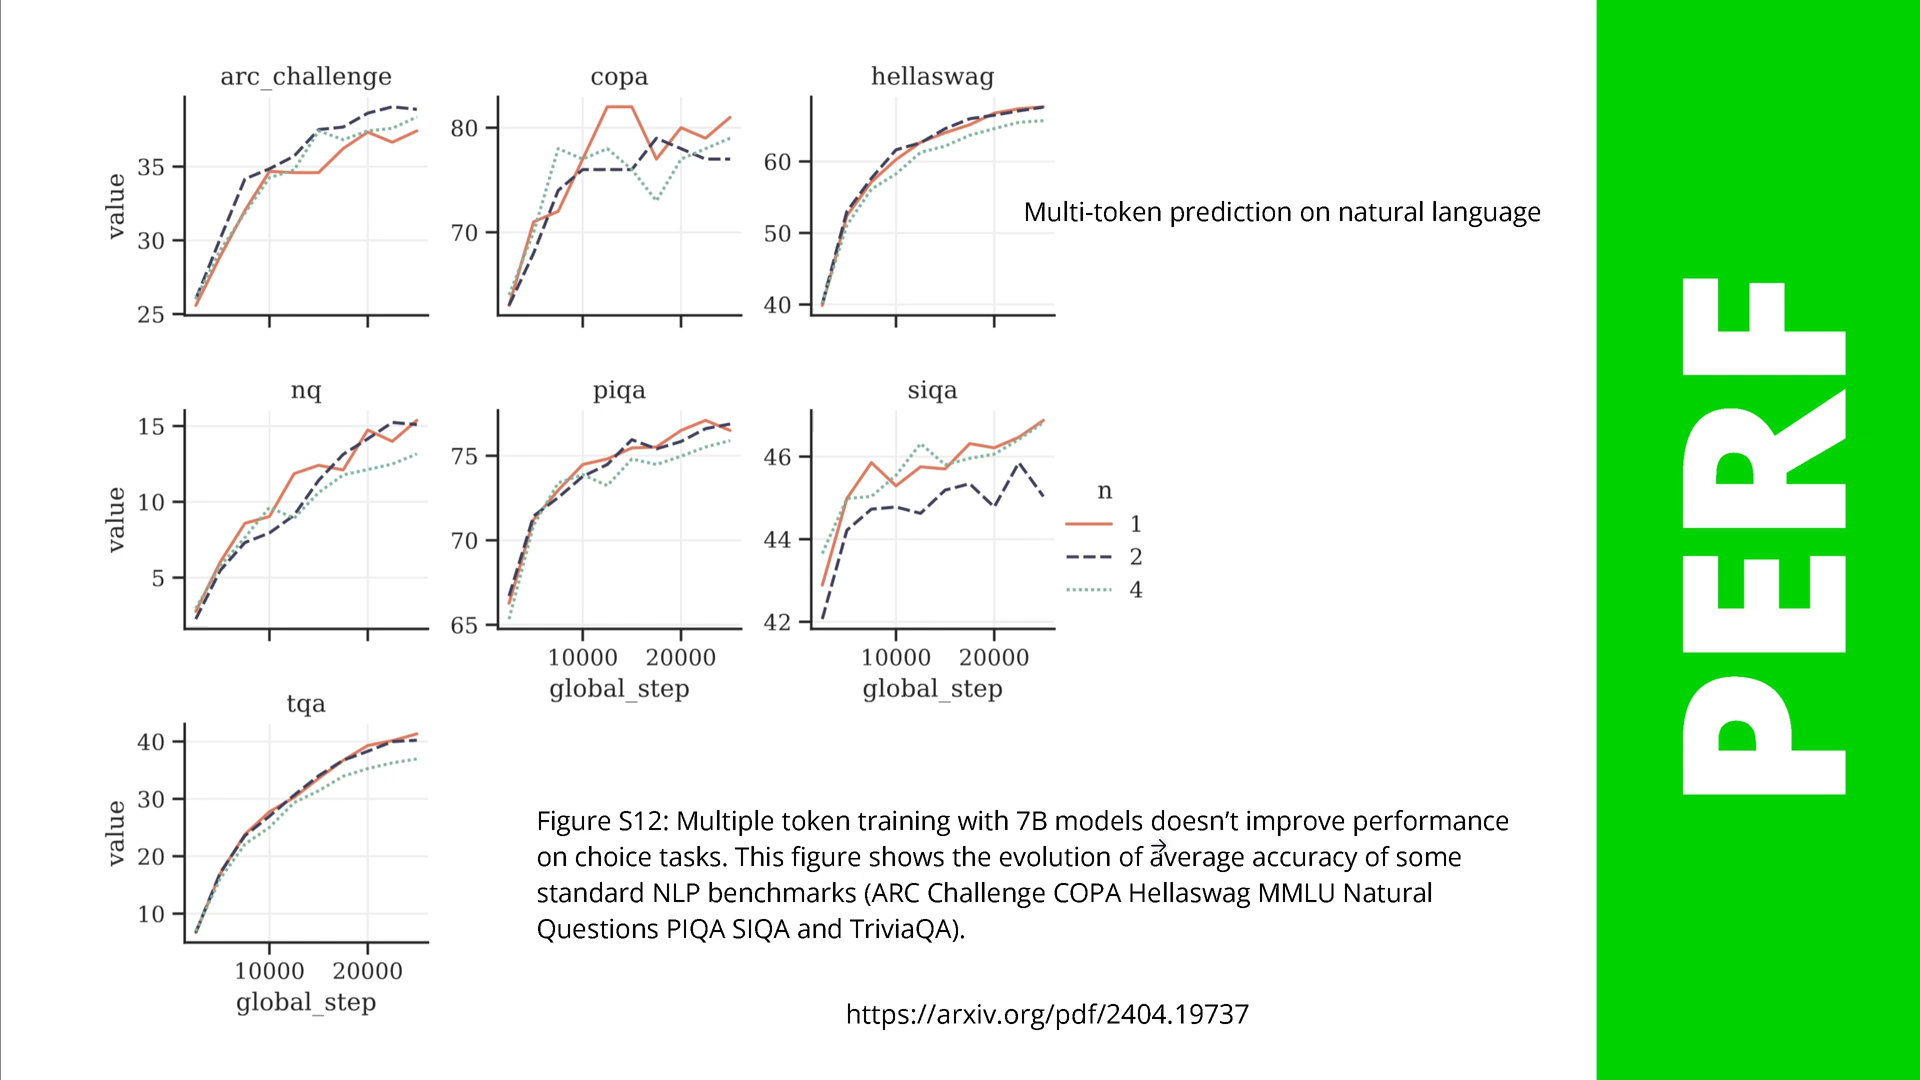 arc_challenge
copa
hellaswag
value
35
30
25
80
70
60
50
40
Multi-token prediction on natural language
nq
piqa
siqa
value
15
10
5
75
70
65
46
44
42
10000 20000
global_step
10000 20000
global_step
n
1
2
4
tqa
value
40
30
20
10
10000 20000
global_step
Figure S12: Multiple token training with 7B models doesn’t improve performance
on choice tasks. This figure shows the evolution of average accuracy of some
standard NLP benchmarks (ARC Challenge COPA Hellaswag MMLU Natural
Questions PIQA SIQA and TriviaQA).
https://arxiv.org/pdf/2404.19737
PERF